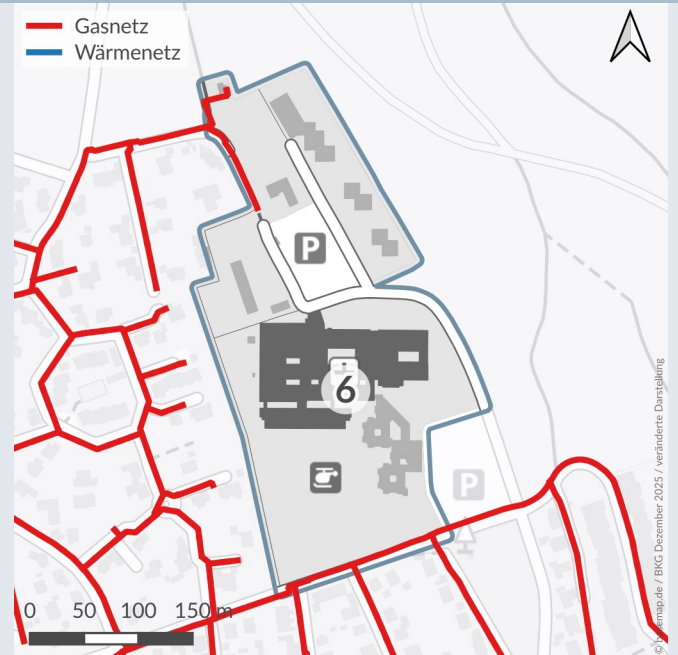 Gasnetz
Wärmenetz
P
6
P
0 50 100 150 m
© basemap.de / BKG Dezember 2025 / veränderte Darstellung